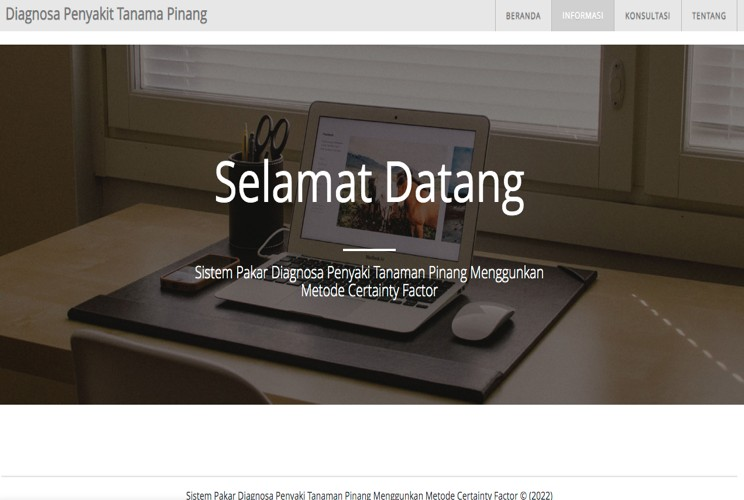 Diagnosa Penyakit Tanama Pinang
BERANDA
INFORMASI
KONSULTASI
TENTANG
Selamat Datang
Sistem Pakar Diagnosa Penyaki Tanaman Pinang Menggunkan
Metode Certainty Factor
Sistem Pakar Diagnosa Penyaki Tanaman Pinang Menggunkan Metode Certainty Factor © (2022)